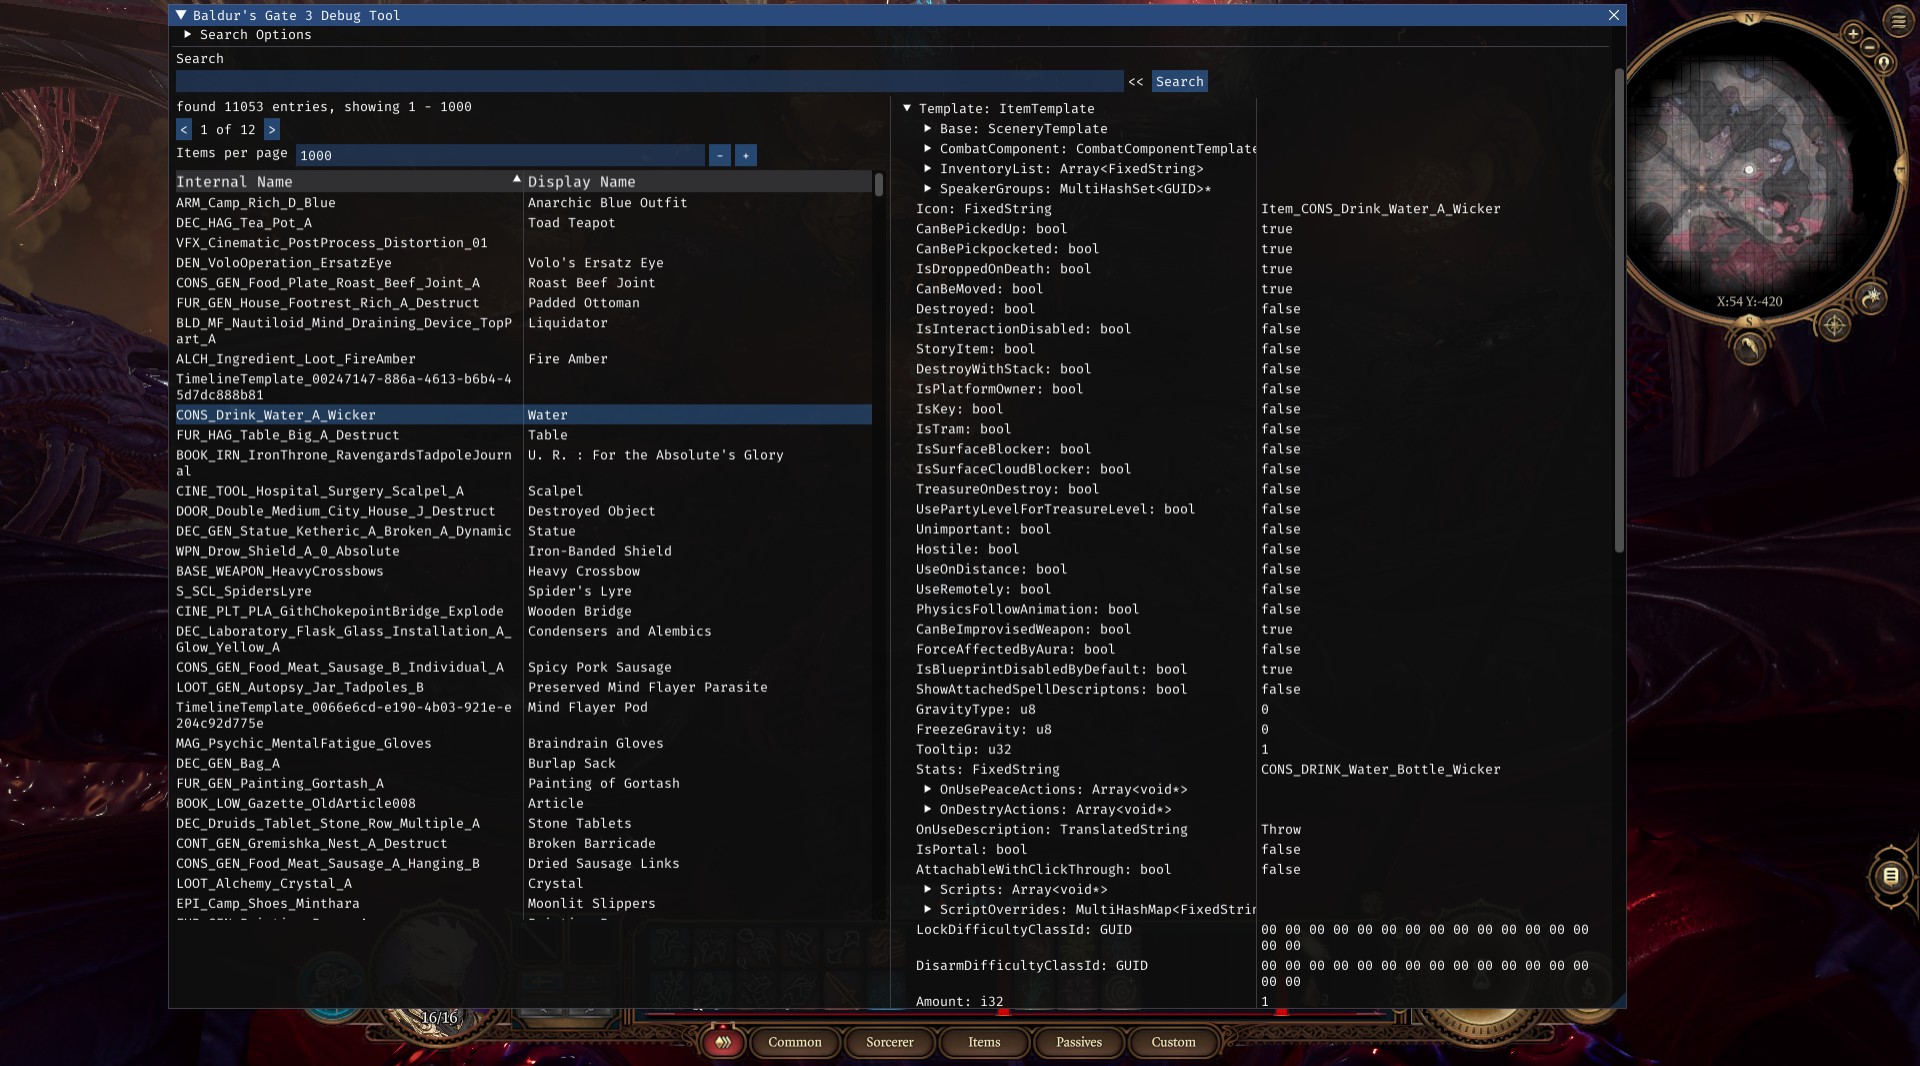 Baldur's Gate 3 Debug Tool
Search Options
Search
<< Search
found 11053 entries, showing 1 - 1000
< 1 of 12 >
Items per page 1000 - +
Internal Name Display Name
ARM_Camp_Rich_D_Blue Anarchic Blue Outfit
DEC_HAG_Tea_Pot_A Toad Teapot
VFX_Cinematic_PostProcess_Distortion_01
DEN_VoloOperation_ErsatzEye Volo's Ersatz Eye
CONS_GEN_Food_Plate_Roast_Beef_Joint_A Roast Beef Joint
FUR_GEN_House_Footrest_Rich_A_Destruct Padded Ottoman
BLD_MF_Nautiloid_Mind_Draining_Device_TopP Liquidator
art_A
ALCH_Ingredient_Loot_FireAmber Fire Amber
TimelineTemplate_00247147-886a-4613-b6b4-4
5d7dc888b81
CONS_Drink_Water_A_Wicker Water
FUR_HAG_Table_Big_A_Destruct Table
BOOK_IRN_IronThrone_RavengardsTadpoleJourn U. R. : For the Absolute's Glory
al
CINE_TOOL_Hospital_Surgery_Scalpel_A Scalpel
DOOR_Double_Medium_City_House_J_Destruct Destroyed Object
DEC_GEN_Statue_Ketheric_A_Broken_A_Dynamic Statue
WPN_Drow_Shield_A_0_Absolute Iron-Banded Shield
BASE_WEAPON_HeavyCrossbows Heavy Crossbow
S_SCL_SpidersLyre Spider's Lyre
CINE_PLT_PLA_GithChokepointBridge_Explode Wooden Bridge
DEC_Laboratory_Flask_Glass_Installation_A_ Condensers and Alembics
Glow_Yellow_A
CONS_GEN_Food_Meat_Sausage_B_Individual_A Spicy Pork Sausage
LOOT_GEN_Autopsy_Jar_Tadpoles_B Preserved Mind Flayer Parasite
TimelineTemplate_0066e6cd-e190-4b03-921e-e Mind Flayer Pod
204c92d775e
MAG_Psychic_MentalFatigue_Gloves Braindrain Gloves
DEC_GEN_Bag_A Burlap Sack
FUR_GEN_Painting_Gortash_A Painting of Gortash
BOOK_LOW_Gazette_OldArticle008 Article
DEC_Druids_Tablet_Stone_Row_Multiple_A Stone Tablets
CONT_GEN_Gremishka_Nest_A_Destruct Broken Barricade
CONS_GEN_Food_Meat_Sausage_A_Hanging_B Dried Sausage Links
LOOT_Alchemy_Crystal_A Crystal
EPI_Camp_Shoes_Minthara Moonlit Slippers
Template: ItemTemplate
Base: SceneryTemplate
CombatComponent: CombatComponentTemplate
InventoryList: Array<FixedString>
SpeakerGroups: MultiHashSet<GUID>*
Icon: FixedString Item_CONS_Drink_Water_A_Wicker
CanBePickedUp: bool true
CanBePickpocketed: bool true
IsDroppedOnDeath: bool true
CanBeMoved: bool true
Destroyed: bool false
IsInteractionDisabled: bool false
StoryItem: bool false
DestroyWithStack: bool false
IsPlatformOwner: bool false
IsKey: bool false
IsTram: bool false
IsSurfaceBlocker: bool false
IsSurfaceCloudBlocker: bool false
TreasureOnDestroy: bool false
UsePartyLevelForTreasureLevel: bool false
Unimportant: bool false
Hostile: bool false
UseOnDistance: bool false
UseRemotely: bool false
PhysicsFollowAnimation: bool false
CanBeImprovisedWeapon: bool true
ForceAffectedByAura: bool false
IsBlueprintDisabledByDefault: bool true
ShowAttachedSpellDescriptons: bool false
GravityType: u8 0
FreezeGravity: u8 0
Tooltip: u32 1
Stats: FixedString CONS_DRINK_Water_Bottle_Wicker
OnUsePeaceActions: Array<void*>
OnDestryActions: Array<void*>
OnUseDescription: TranslatedString Throw
IsPortal: bool false
AttachableWithClickThrough: bool false
Scripts: Array<void*>
ScriptOverrides: MultiHashMap<FixedStrin
LockDifficultyClassId: GUID 00 00 00 00 00 00 00 00 00 00 00 00 00 00
00 00
DisarmDifficultyClassId: GUID 00 00 00 00 00 00 00 00 00 00 00 00 00 00
00 00
Amount: i32 1
N
X:54 Y:-420
S
16/16
Common Sorcerer Items Passives Custom